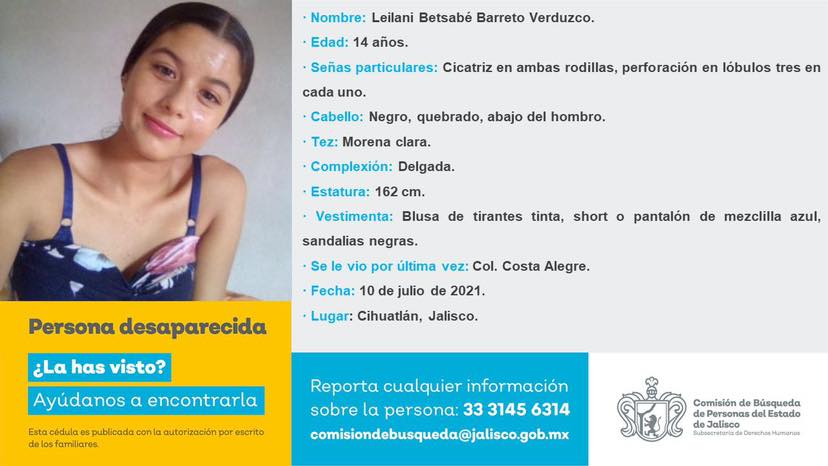 · Nombre: Leilani Betsabé Barreto Verduzco.
· Edad: 14 años.
· Señas particulares: Cicatriz en ambas rodillas, perforación en lóbulos tres en
cada uno.
· Cabello: Negro, quebrado, abajo del hombro.
· Tez: Morena clara.
· Complexión: Delgada.
· Estatura: 162 cm.
· Vestimenta: Blusa de tirantes tinta, short o pantalón de mezclilla azul,
sandalias negras.
· Se le vio por última vez: Col. Costa Alegre.
· Fecha: 10 de julio de 2021.
· Lugar: Cihuatlán, Jalisco.
Persona desaparecida
¿La has visto?
Ayúdanos a encontrarla
Esta cédula es publicada con la autorización por escrito
de los familiares.
Reporta cualquier información
sobre la persona: 33 3145 6314
comisiondebusqueda@jalisco.gob.mx
Comisión de Búsqueda
de Personas del Estado
de Jalisco
Subsecretaría de Derechos Humanos